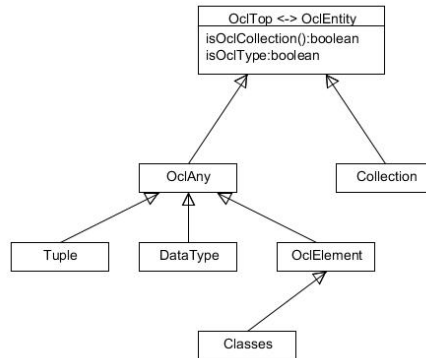 OclTop <-> OclEntity
isOclCollection():boolean
isOclType:boolean
OclAny
Collection
Tuple
DataType
OclElement
Classes